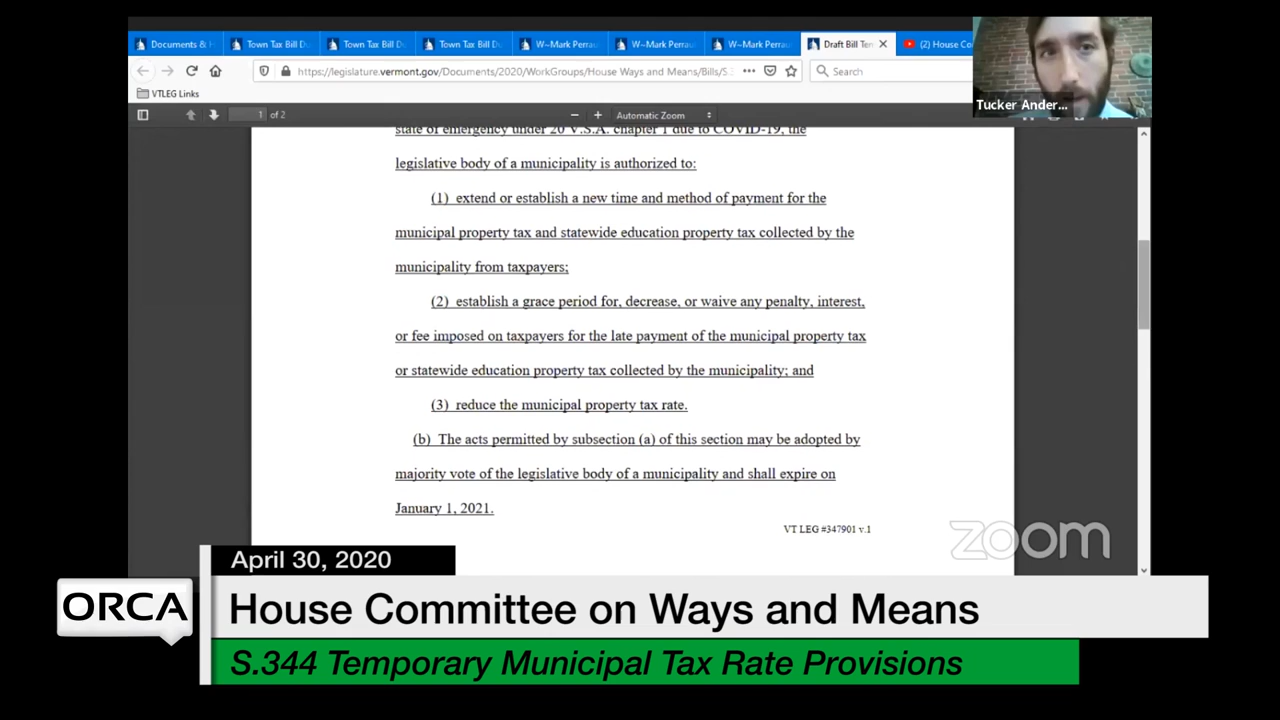 Documents & H
Town Tax Bill Du
Town Tax Bill Du
Town Tax Bill Du
W~Mark Perrau
W~Mark Perrau
W~Mark Perrau
Draft Bill Tem
(2) House Co
https://legislature.vermont.gov/Documents/2020/WorkGroups/House Ways and Means/Bills/S.3
Search
Tucker Ander...
VTLEG Links
1 of 2
Automatic Zoom
state of emergency under 20 V.S.A. chapter 1 due to COVID-19, the
legislative body of a municipality is authorized to:
(1) extend or establish a new time and method of payment for the
municipal property tax and statewide education property tax collected by the
municipality from taxpayers;
(2) establish a grace period for, decrease, or waive any penalty, interest,
or fee imposed on taxpayers for the late payment of the municipal property tax
or statewide education property tax collected by the municipality; and
(3) reduce the municipal property tax rate.
(b) The acts permitted by subsection (a) of this section may be adopted by
majority vote of the legislative body of a municipality and shall expire on
January 1, 2021.
VT LEG #347901 v.1
zoom
April 30, 2020
ORCA
House Committee on Ways and Means
S.344 Temporary Municipal Tax Rate Provisions